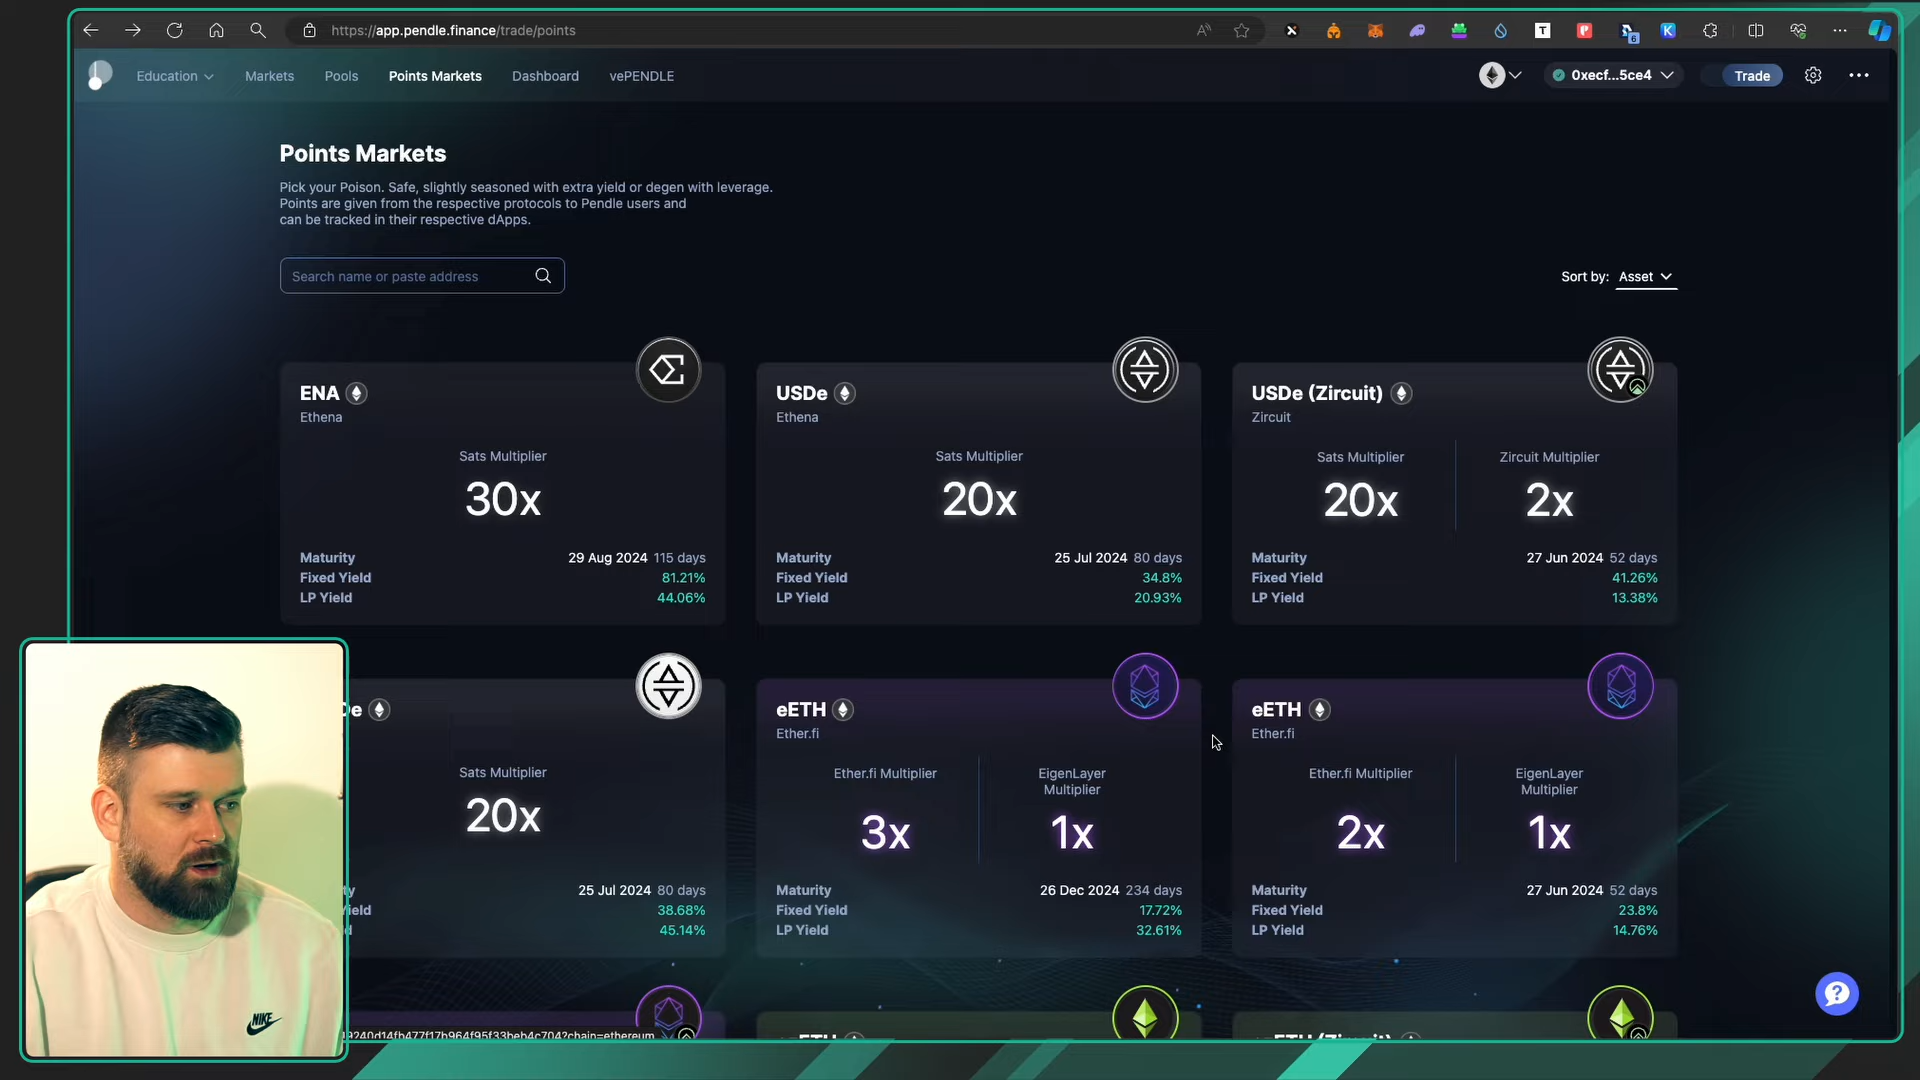 https://app.pendle.finance/trade/points
Education
Markets
Pools
Points Markets
Dashboard
vePENDLE
0xecf...5ce4
Trade
Points Markets
Pick your Poison. Safe, slightly seasoned with extra yield or degen with leverage.
Points are given from the respective protocols to Pendle users and
can be tracked in their respective dApps.
Search name or paste address
Sort by: Asset
ENA
Ethena
Sats Multiplier
30x
Maturity 29 Aug 2024 115 days
Fixed Yield 81.21%
LP Yield 44.06%
USDe
Ethena
Sats Multiplier
20x
Maturity 25 Jul 2024 80 days
Fixed Yield 34.8%
LP Yield 20.93%
USDe (Zircuit)
Zircuit
Sats Multiplier
20x
Zircuit Multiplier
2x
Maturity 27 Jun 2024 52 days
Fixed Yield 41.26%
LP Yield 13.38%
De
Sats Multiplier
20x
ty 25 Jul 2024 80 days
ield 38.68%
d 45.14%
eETH
Ether.fi
Ether.fi Multiplier
3x
EigenLayer
Multiplier
1x
Maturity 26 Dec 2024 234 days
Fixed Yield 17.72%
LP Yield 32.61%
eETH
Ether.fi
Ether.fi Multiplier
2x
EigenLayer
Multiplier
1x
Maturity 27 Jun 2024 52 days
Fixed Yield 23.8%
LP Yield 14.76%
NIKE